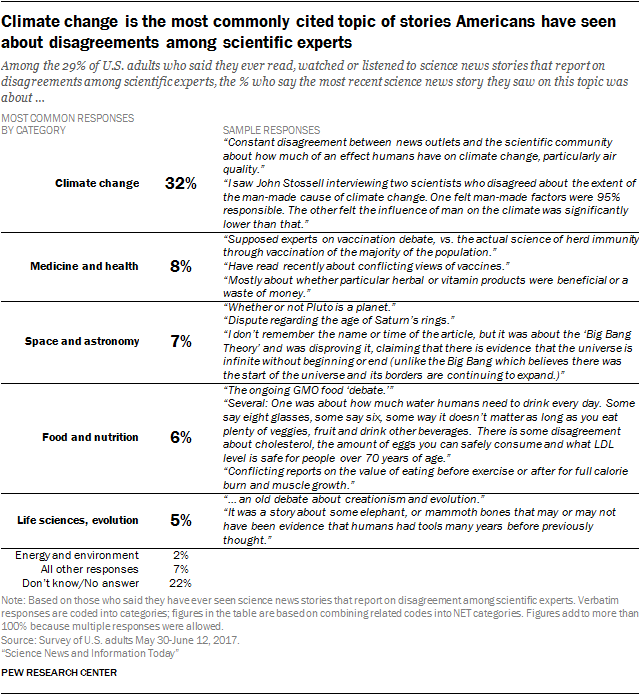 Climate change is the most commonly cited topic of stories Americans have seen
about disagreements among scientific experts
Among the 29% of U.S. adults who said they ever read, watched or listened to science news stories that report on
disagreements among scientific experts, the % who say the most recent science news story they saw on this topic was
about ...
MOST COMMON RESPONSES
BY CATEGORY
SAMPLE RESPONSES
Climate change 32%
“Constant disagreement between news outlets and the scientific community
about how much of an effect humans have on climate change, particularly air
quality.”
“I saw John Stossell interviewing two scientists who disagreed about the extent of
the man-made cause of climate change. One felt man-made factors were 95%
responsible. The other felt the influence of man on the climate was significantly
lower than that.”
Medicine and health 8%
“Supposed experts on vaccination debate, vs. the actual science of herd immunity
through vaccination of the majority of the population.”
“Have read recently about conflicting views of vaccines.”
“Mostly about whether particular herbal or vitamin products were beneficial or a
waste of money.”
Space and astronomy 7%
“Whether or not Pluto is a planet.”
“Dispute regarding the age of Saturn’s rings.”
“I don’t remember the name or time of the article, but it was about the ‘Big Bang
Theory’ and was disproving it, claiming that there is evidence that the universe is
infinite without beginning or end (unlike the Big Bang which believes there was
the start of the universe and its borders are continuing to expand.)”
Food and nutrition 6%
“The ongoing GMO food ‘debate.’”
“Several: One was about how much water humans need to drink every day. Some
say eight glasses, some say six, some way it doesn’t matter as long as you eat
plenty of veggies, fruit and drink other beverages. There is some disagreement
about cholesterol, the amount of eggs you can safely consume and what LDL
level is safe for people over 70 years of age.”
“Conflicting reports on the value of eating before exercise or after for full calorie
burn and muscle growth.”
Life sciences, evolution 5%
“... an old debate about creationism and evolution.”
“It was a story about some elephant, or mammoth bones that may or may not
have been evidence that humans had tools many years before previously
thought.”
Energy and environment 2%
All other responses 7%
Don’t know/No answer 22%
Note: Based on those who said they have ever seen science news stories that report on disagreement among scientific experts. Verbatim
responses are coded into categories; figures in the table are based on combining related codes into NET categories. Figures add to more than
100% because multiple responses were allowed.
Source: Survey of U.S. adults May 30-June 12, 2017.
“Science News and Information Today”
PEW RESEARCH CENTER